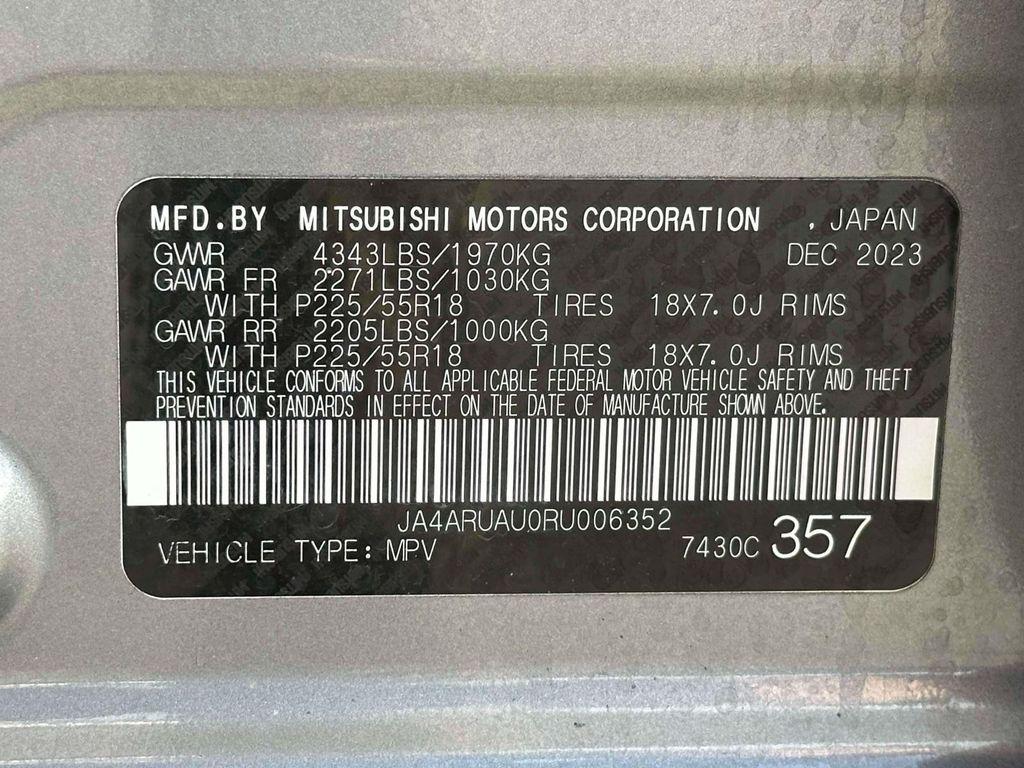 MFD.BY MITSUBISHI MOTORS CORPORATION , JAPAN
GVWR 4343LBS/1970KG DEC 2023
GAWR FR 2271LBS/1030KG
WITH P225/55R18 TIRES 18X7.0J RIMS
GAWR RR 2205LBS/1000KG
WITH P225/55R18 TIRES 18X7.0J RIMS
THIS VEHICLE CONFORMS TO ALL APPLICABLE FEDERAL MOTOR VEHICLE SAFETY AND THEFT
PREVENTION STANDARDS IN EFFECT ON THE DATE OF MANUFACTURE SHOWN ABOVE.
JA4ARUAU0RU006352
VEHICLE TYPE: MPV 7430C 357